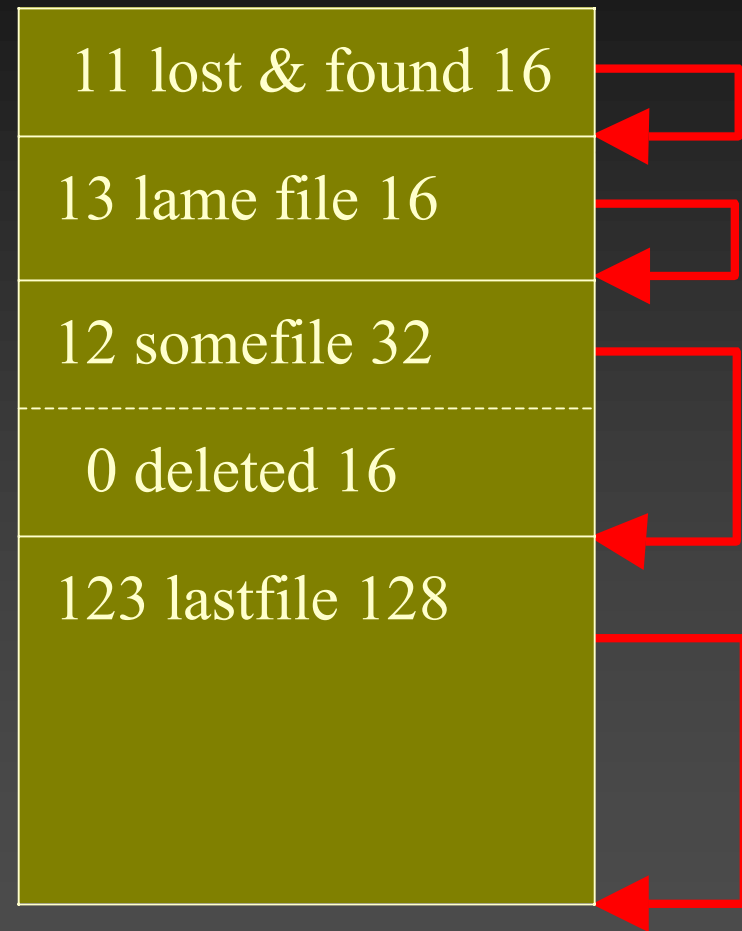 11 lost & found 16
13 lame file 16
12 somefile 32
0 deleted 16
123 lastfile 128